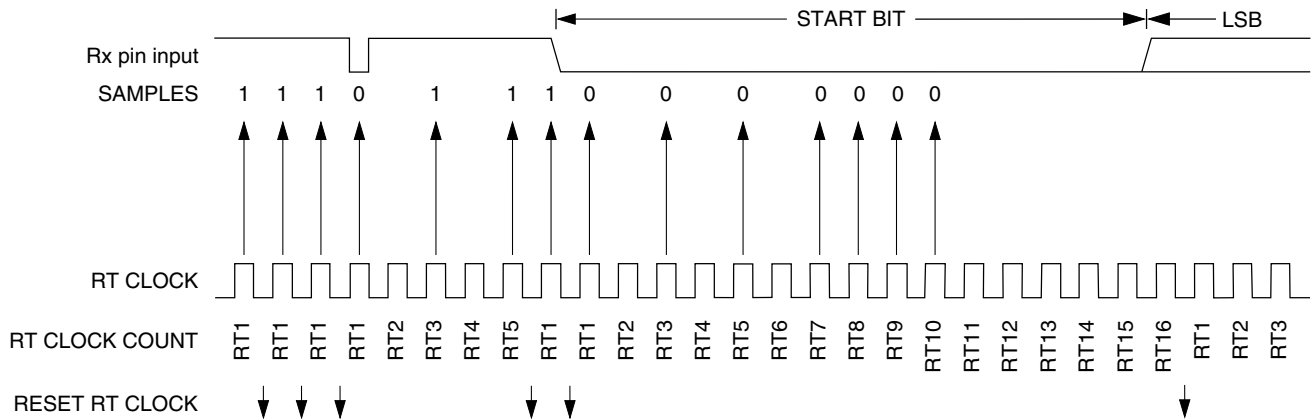 START BIT LSB
Rx pin input
SAMPLES 1 1 1 0 1 1 1 0 0 0 0 0 0 0
RT CLOCK
RT CLOCK COUNT RT1 RT1 RT1 RT1 RT2 RT3 RT4 RT5 RT1 RT1 RT2 RT3 RT4 RT5 RT6 RT7 RT8 RT9 RT10 RT11 RT12 RT13 RT14 RT15 RT16 RT1 RT2 RT3
RESET RT CLOCK